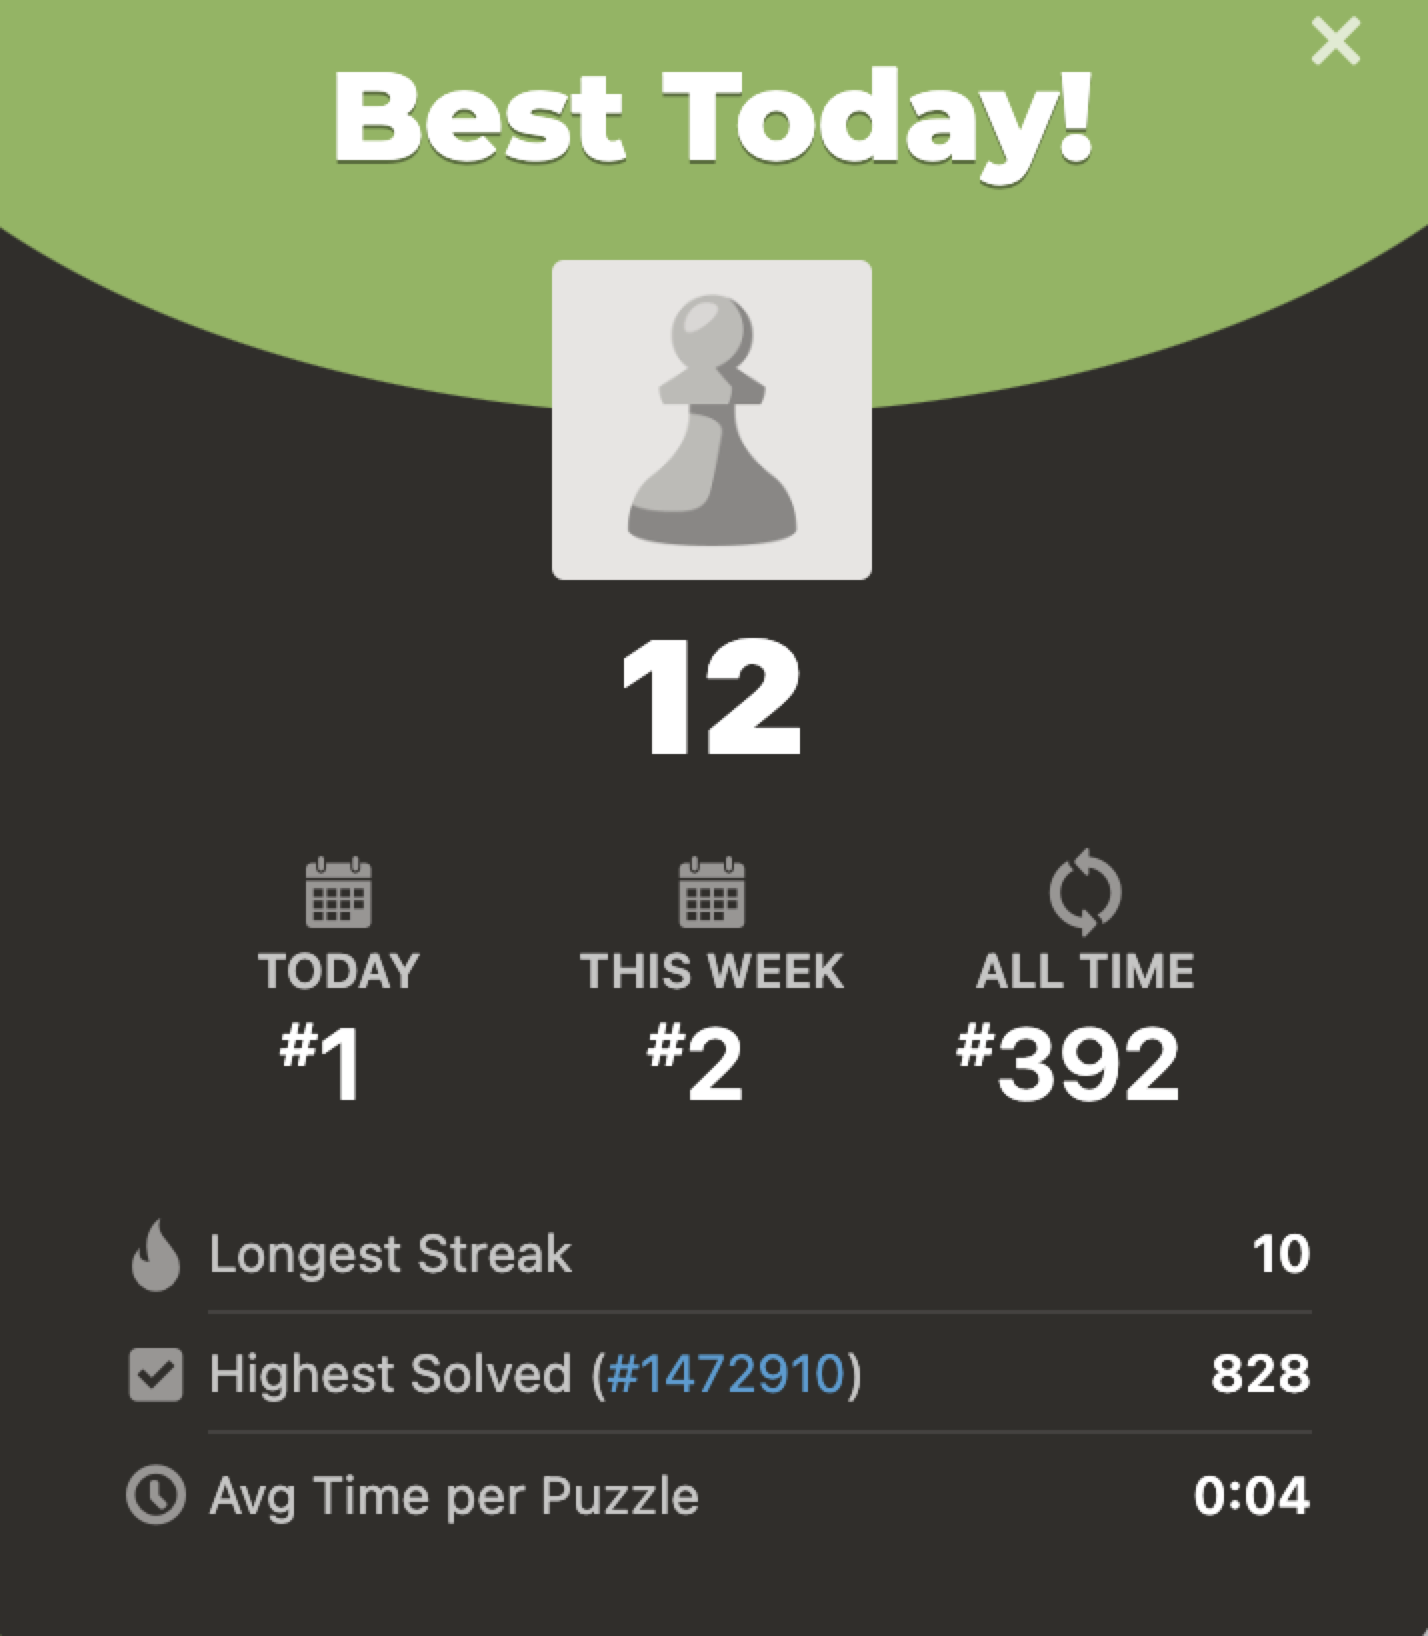 Best Today!
12
TODAY THIS WEEK ALL TIME
#1 #2 #392
Longest Streak 10
Highest Solved (#1472910) 828
Avg Time per Puzzle 0:04